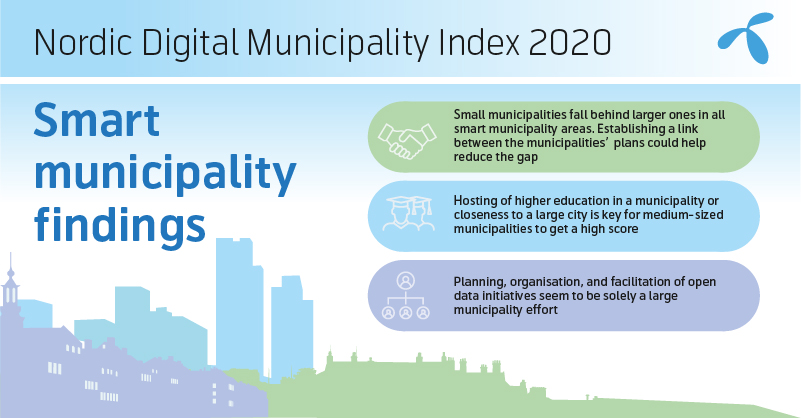 Nordic Digital Municipality Index 2020
Smart
municipality
findings
Small municipalities fall behind larger ones in all
smart municipality areas. Establishing a link
between the municipalities’ plans could help
reduce the gap
Hosting of higher education in a municipality or
closeness to a large city is key for medium-sized
municipalities to get a high score
Planning, organisation, and facilitation of open
data initiatives seem to be solely a large
municipality effort